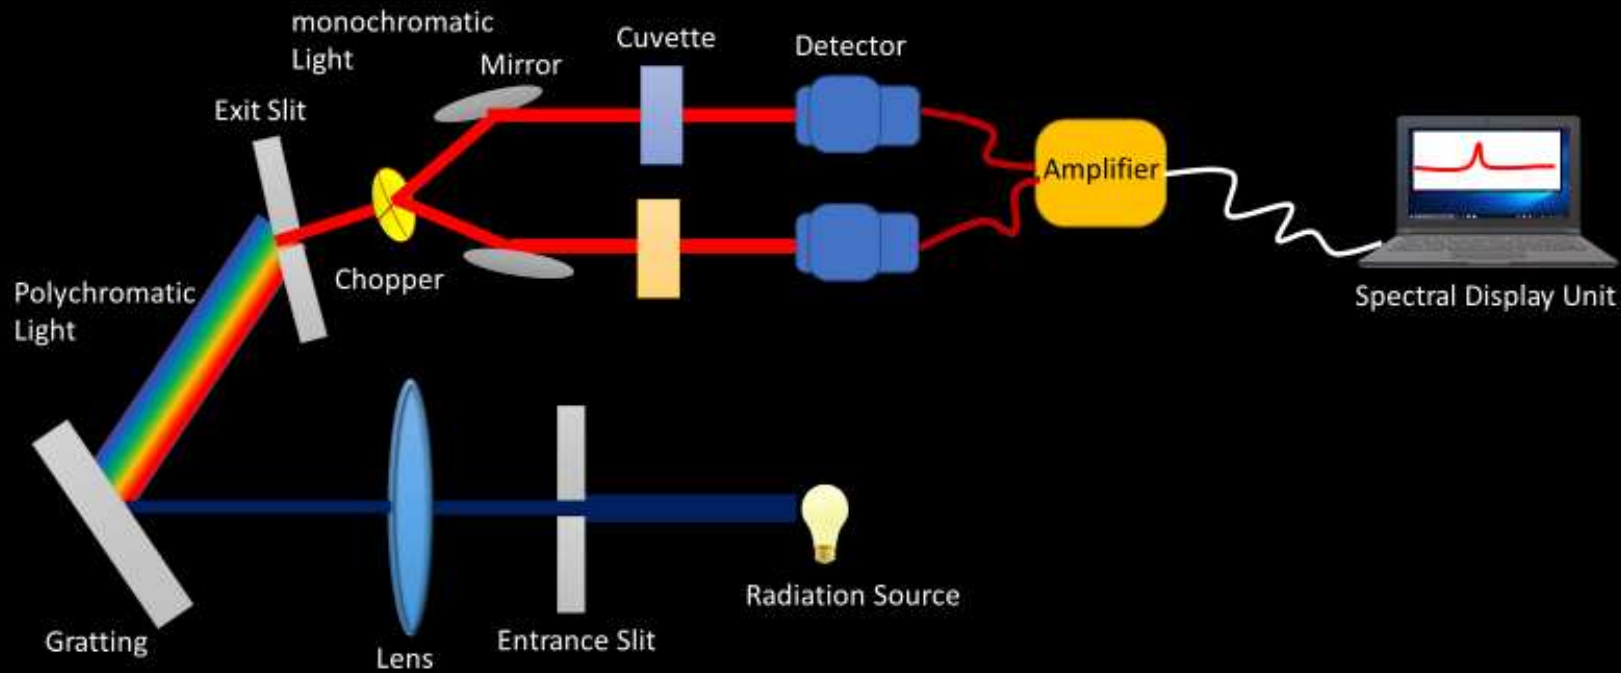 monochromatic
Light
Cuvette
Detector
Mirror
Exit Slit
Amplifier
Chopper
Polychromatic
Light
Spectral Display Unit
Radiation Source
Gratting
Entrance Slit
Lens